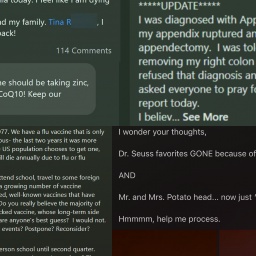 ola today. I feel like I am dying
nd my family. Tina R , I
back!
114 Comments
ne should be taking zinc,
CoQ10! Keep our
*****UPDATE*****
I was diagnosed with App
my appendix ruptured an
appendectomy. I was tol
removing my right colon
refused that diagnosis an
asked everyone to pray f
report today.
I believ... See More
977. We have a flu vaccine that is only
ous- the last two years it was more
US population chooses to get one,
ill die annually due to flu or flu
ttend school, travel to some foreign
a growing number of vaccine
ed, well-known vaccines that have
Do you really believe the majority of
cked vaccine, whose long-term side
are anyone's best guess? I would not.
events? Postpone? Reconsider?
erson school until second quarter.
I wonder your thoughts,
Dr. Seuss favorites GONE because of
AND
Mr. and Mrs. Potato head... now just "
Hmmmm, help me process.